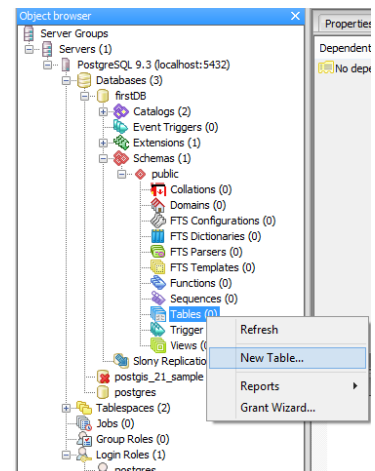 Object browser
Properties
Server Groups
Servers (1)
Dependent
PostgreSQL 9.3 (localhost:5432)
No depe
Databases (3)
firstDB
Catalogs (2)
Event Triggers (0)
Extensions (1)
Schemas (1)
public
Collations (0)
Domains (0)
FTS Configurations (0)
FTS Dictionaries (0)
FTS Parsers (0)
FTS Templates (0)
Functions (0)
Sequences (0)
Tables (0)
Trigger
Refresh
Views (
New Table...
Slony Replicatio
postgis_21_sample
Reports
postgres
Grant Wizard...
Tablespaces (2)
Jobs (0)
Group Roles (0)
Login Roles (1)
postgres